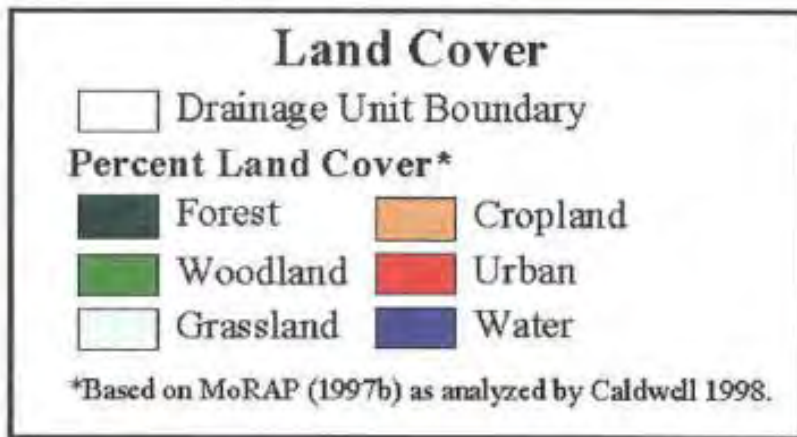 Land Cover
Drainage Unit Boundary
Percent Land Cover*
Forest Cropland
Woodland Urban
Grassland Water
*Based on MoRAP (1997b) as analyzed by Caldwell 1998.